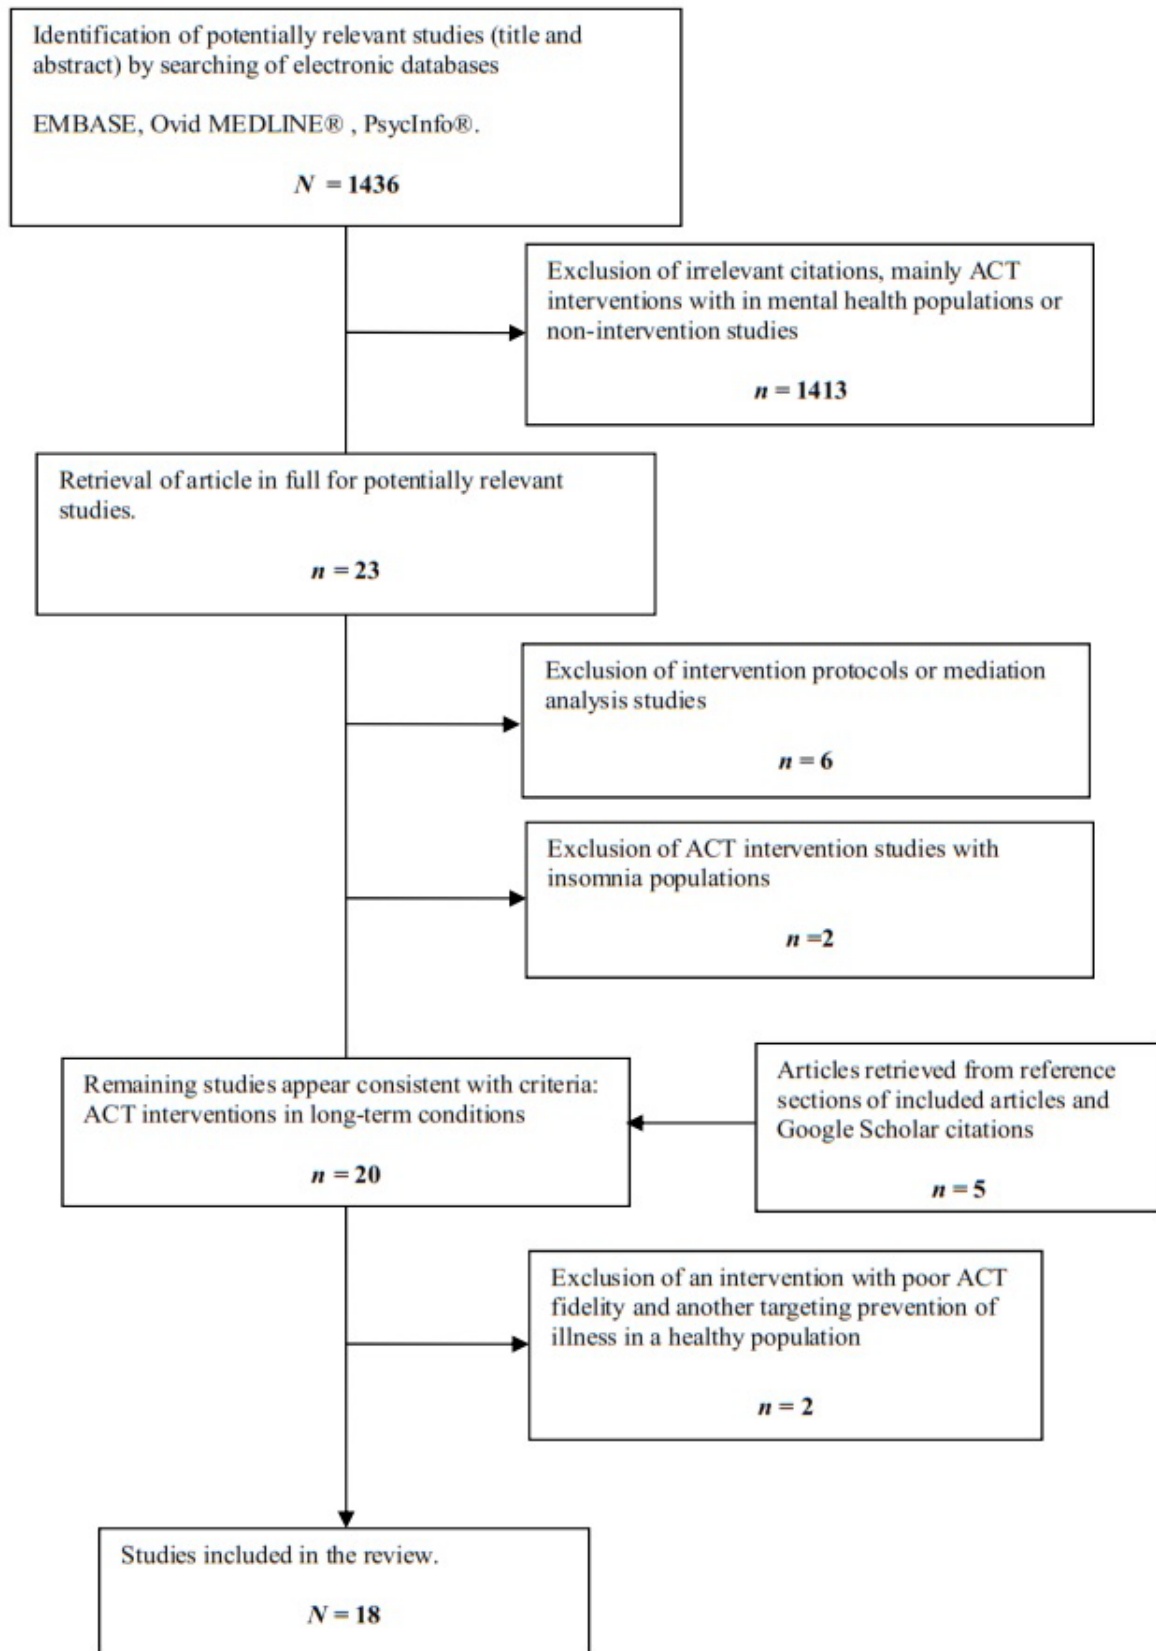 Identification of potentially relevant studies (title and
abstract) by searching of electronic databases
EMBASE, Ovid MEDLINE® , PsycInfo®.
N = 1436
Exclusion of irrelevant citations, mainly ACT
interventions with in mental health populations or
non-intervention studies
n = 1413
Retrieval of article in full for potentially relevant
studies.
n = 23
Exclusion of intervention protocols or mediation
analysis studies
n = 6
Exclusion of ACT intervention studies with
insomnia populations
n =2
Remaining studies appear consistent with criteria:
ACT interventions in long-term conditions
n = 20
Articles retrieved from reference
sections of included articles and
Google Scholar citations
n = 5
Exclusion of an intervention with poor ACT
fidelity and another targeting prevention of
illness in a healthy population
n = 2
Studies included in the review.
N = 18